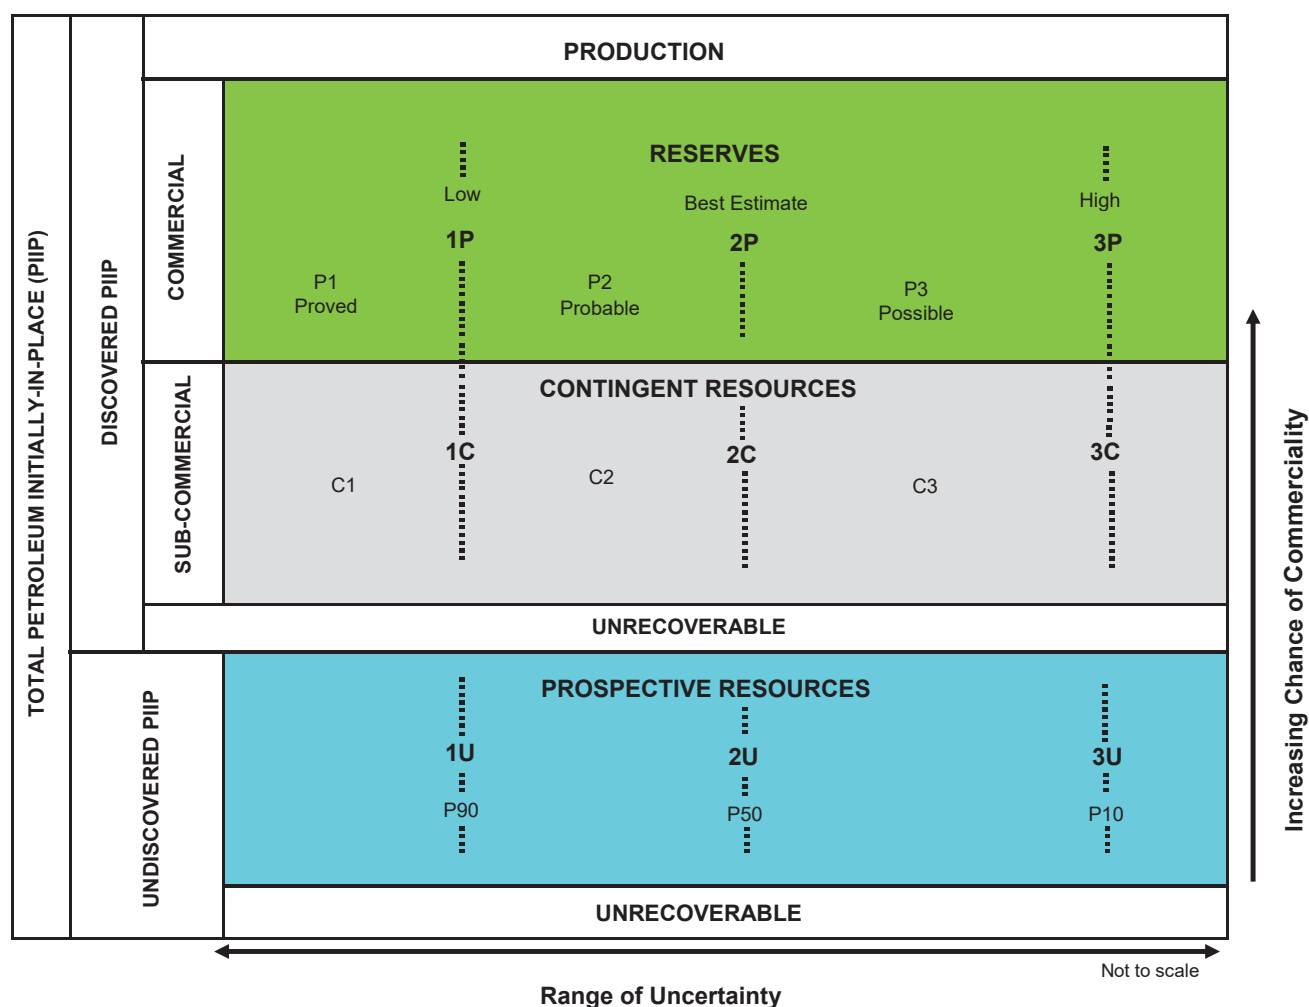 TOTAL PETROLEUM INITIALLY-IN-PLACE (PIIP)
DISCOVERED PIIP
PRODUCTION
COMMERCIAL
RESERVES
Low
Best Estimate
High
1P
2P
3P
P1
Proved
P2
Probable
P3
Possible
SUB-COMMERCIAL
CONTINGENT RESOURCES
1C
2C
3C
C1
C2
C3
UNRECOVERABLE
UNDISCOVERED PIIP
PROSPECTIVE RESOURCES
1U
2U
3U
P90
P50
P10
UNRECOVERABLE
Increasing Chance of Commerciality
Not to scale
Range of Uncertainty